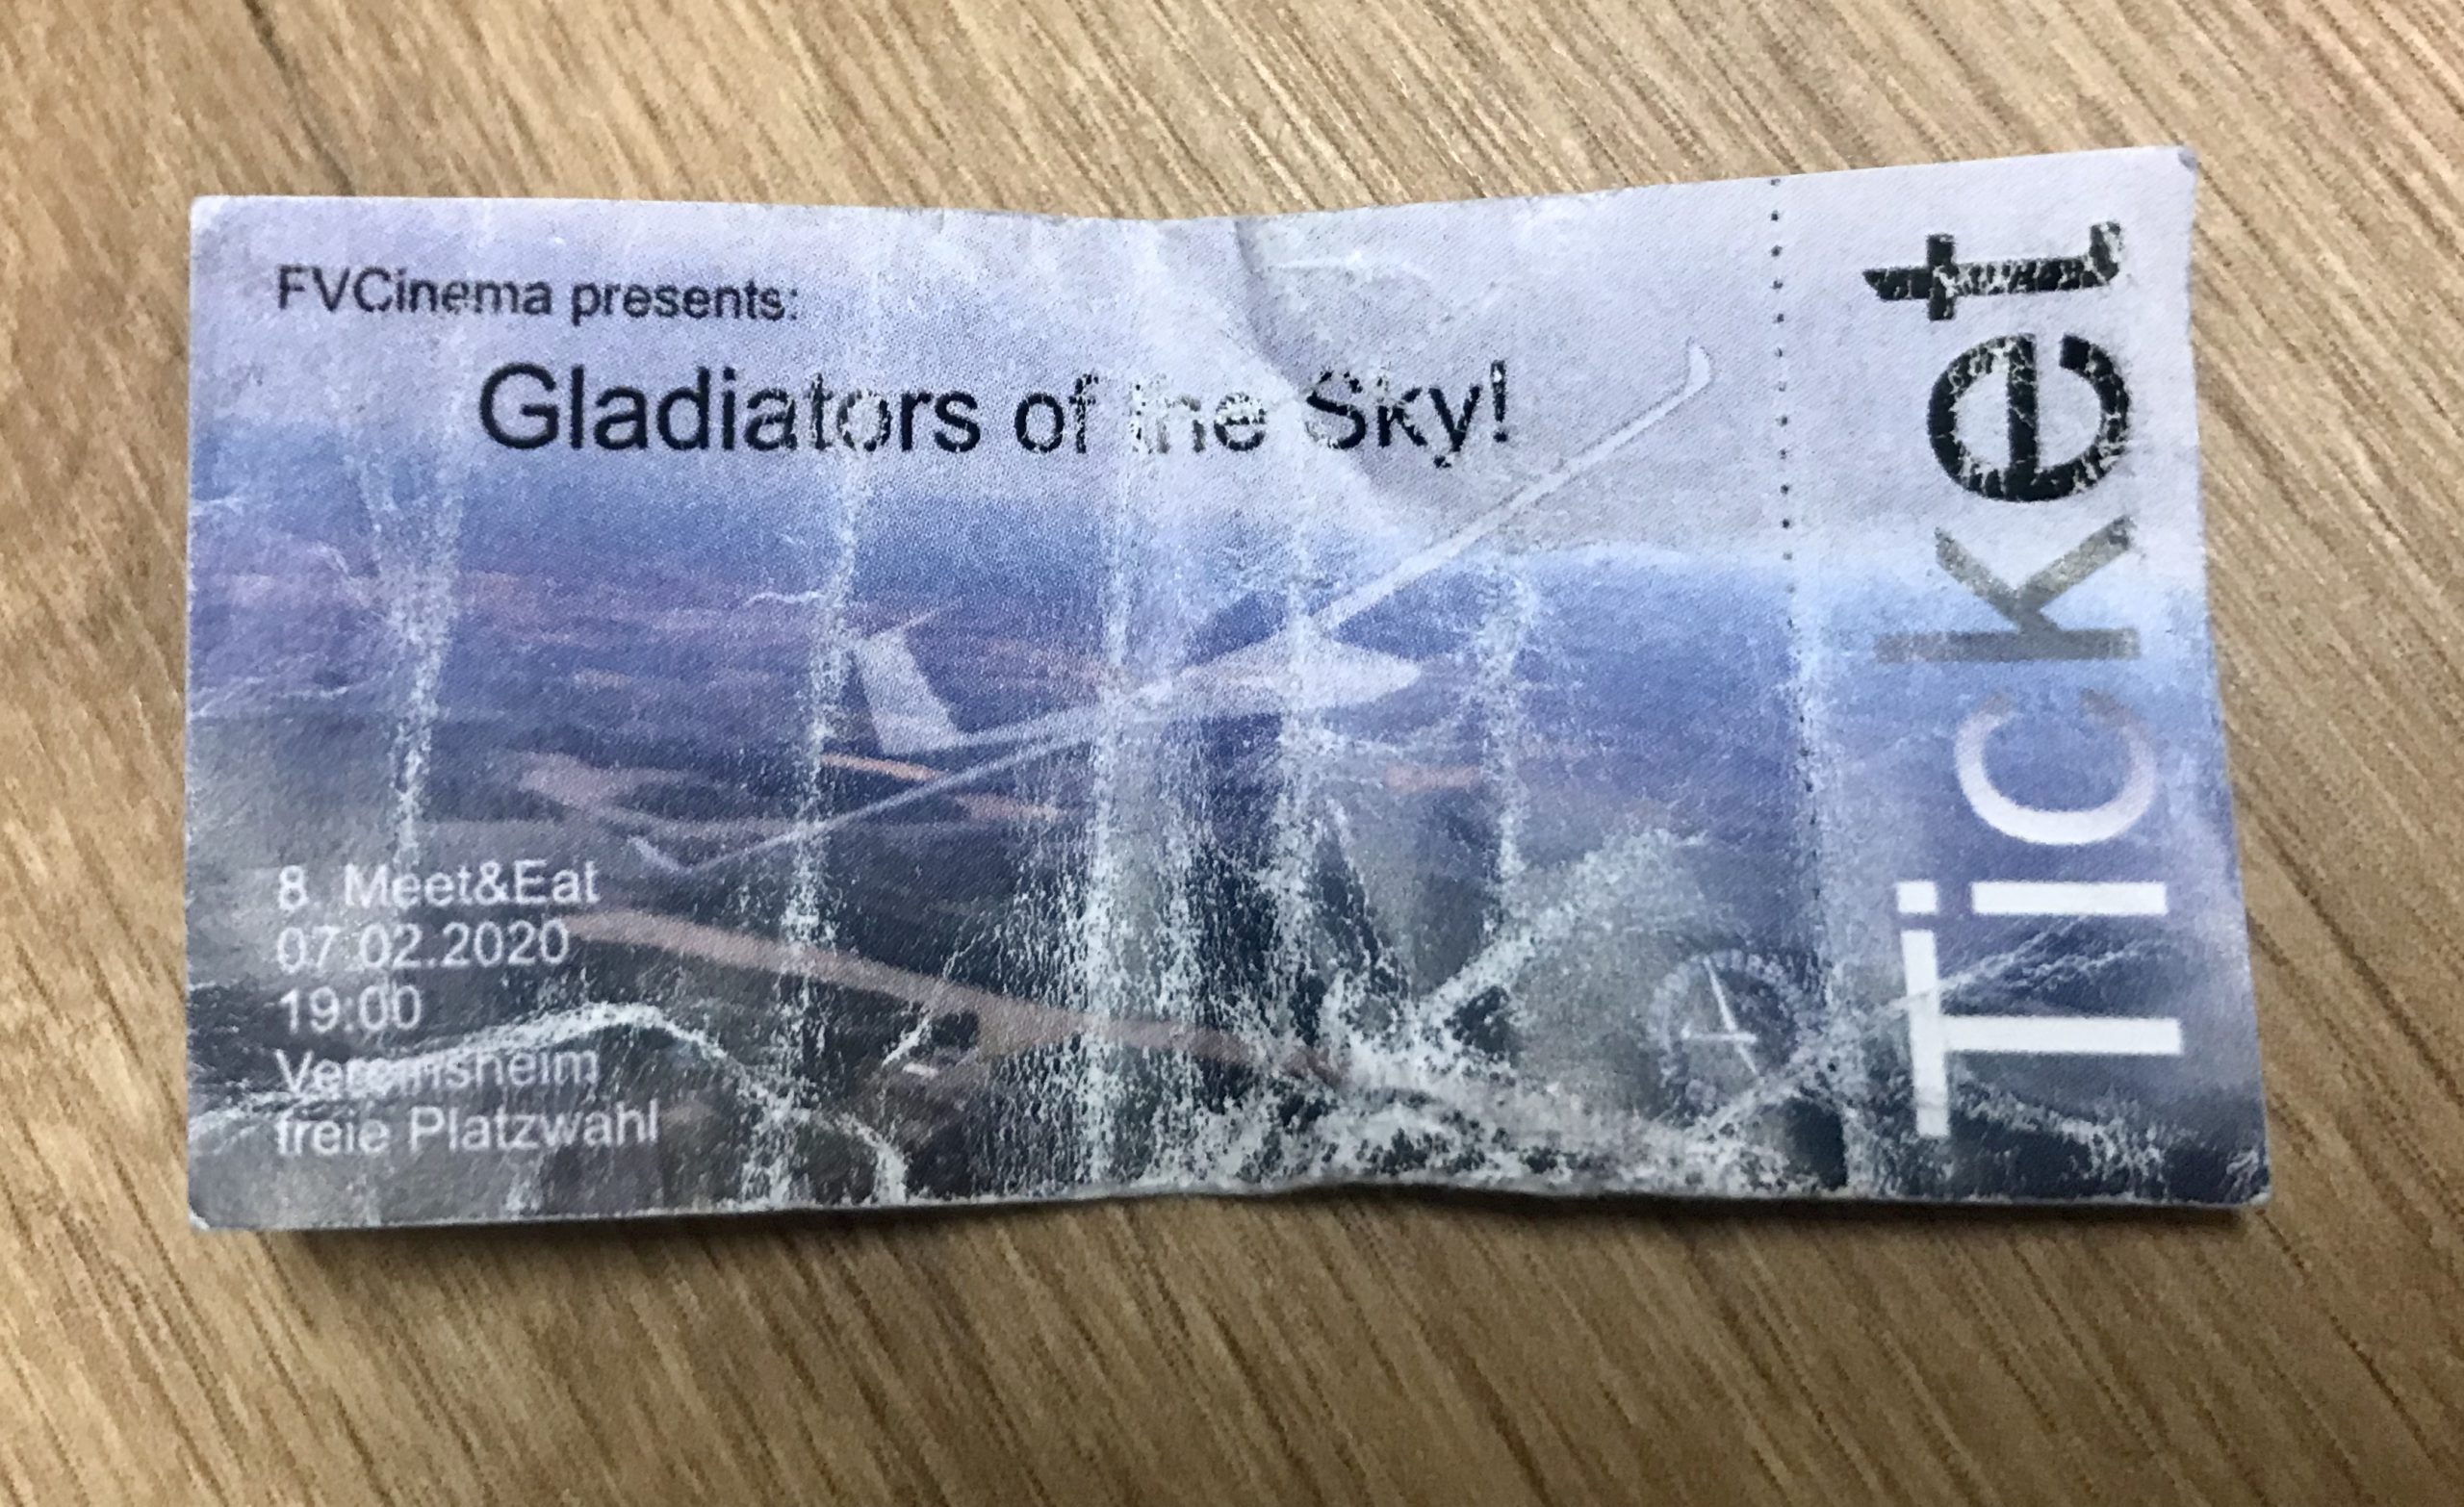 FVCinema presents:
Gladiators of the Sky!
8. Meet&Eat
07.02.2020
19:00
Vereinsheim
freie Platzwahl
Ticket